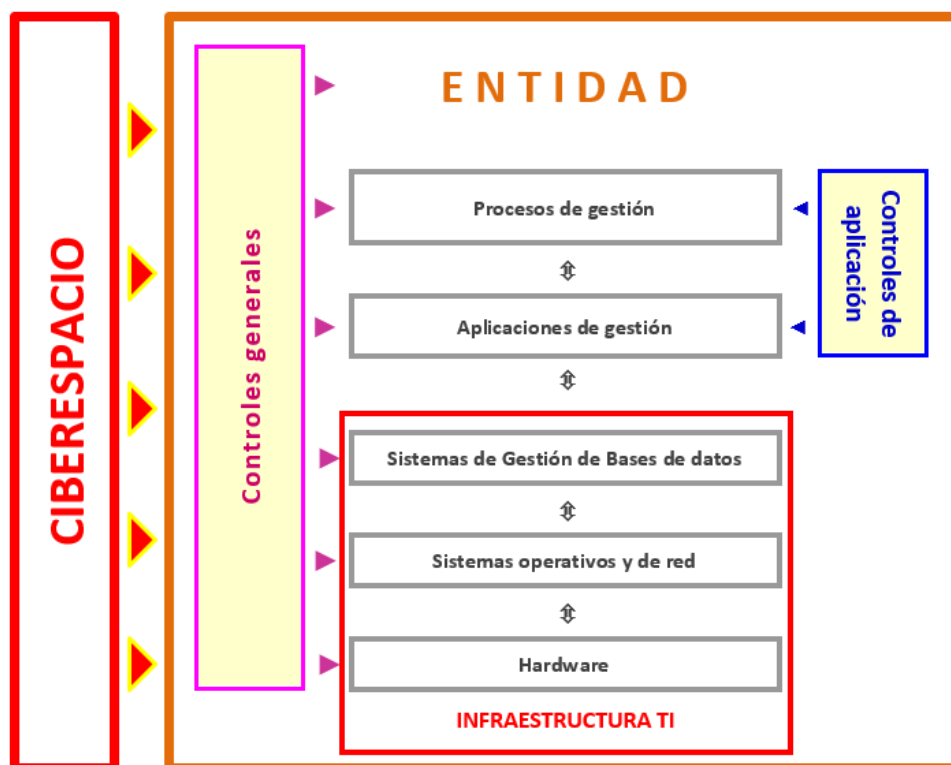 CIBERESPACIO
Controles generales
E N T I D A D
Procesos de gestión
Aplicaciones de gestión
Controles de
aplicación
Sistemas de Gestión de Bases de datos
Sistemas operativos y de red
Hardware
INFRAESTRUCTURA TI